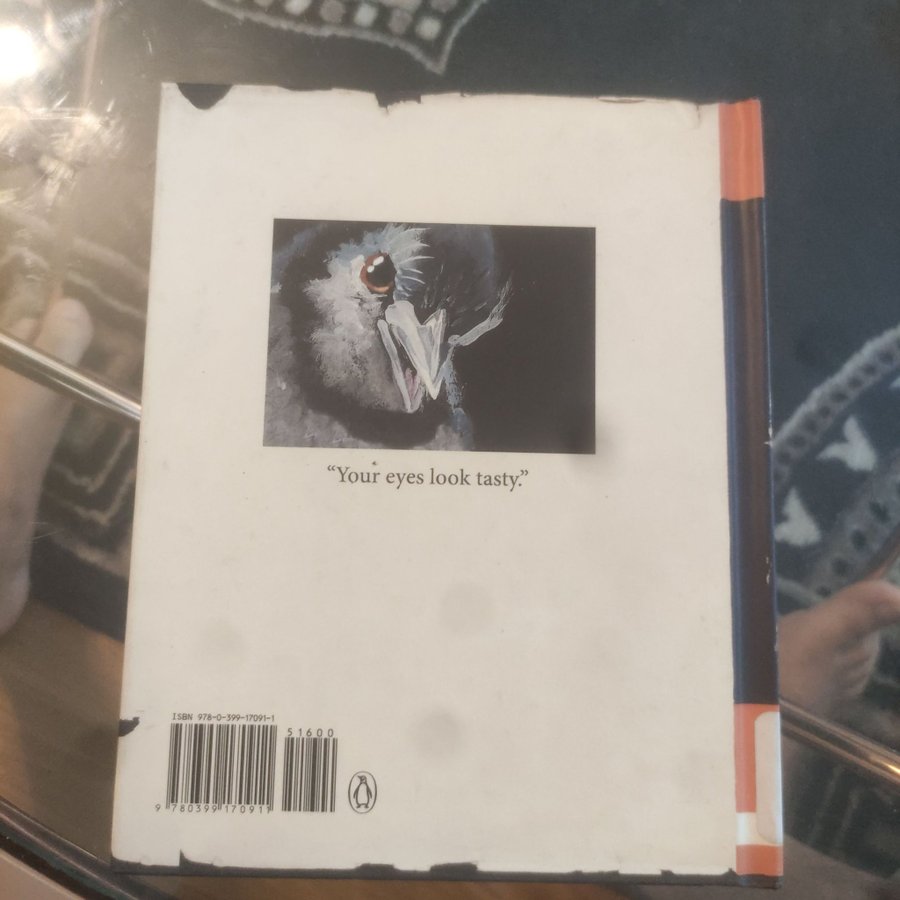 “Your eyes look tasty.”
ISBN 978-0-399-17091-1
51600
9 780399 170911